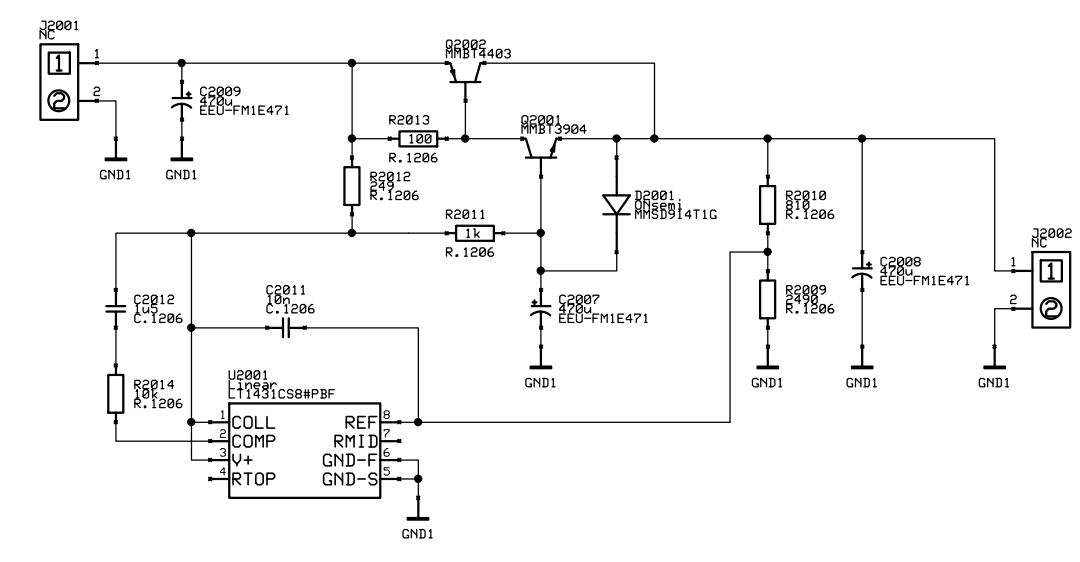 J2001
NC
1
2
1
2
GND1
GND1
C2009
470u
EEU-FM1E471
Q2002
MMBT4403
R2013
100
R.1206
Q2001
MMBT3904
R2012
249
R.1206
R2011
1k
R.1206
D2001
ONsemi
MMSD914T1G
R2010
810
R.1206
C2008
470u
EEU-FM1E471
J2002
NC
1
2
1
2
R2009
2490
R.1206
C2007
470u
EEU-FM1E471
GND1
GND1
GND1
GND1
C2012
1u5
C.1206
C2011
10n
C.1206
R2014
10k
R.1206
U2001
Linear
LT1431CS8#PBF
1 COLL REF 8
2 COMP RMID 7
3 V+ GND-F 6
4 RTOP GND-S 5
GND1